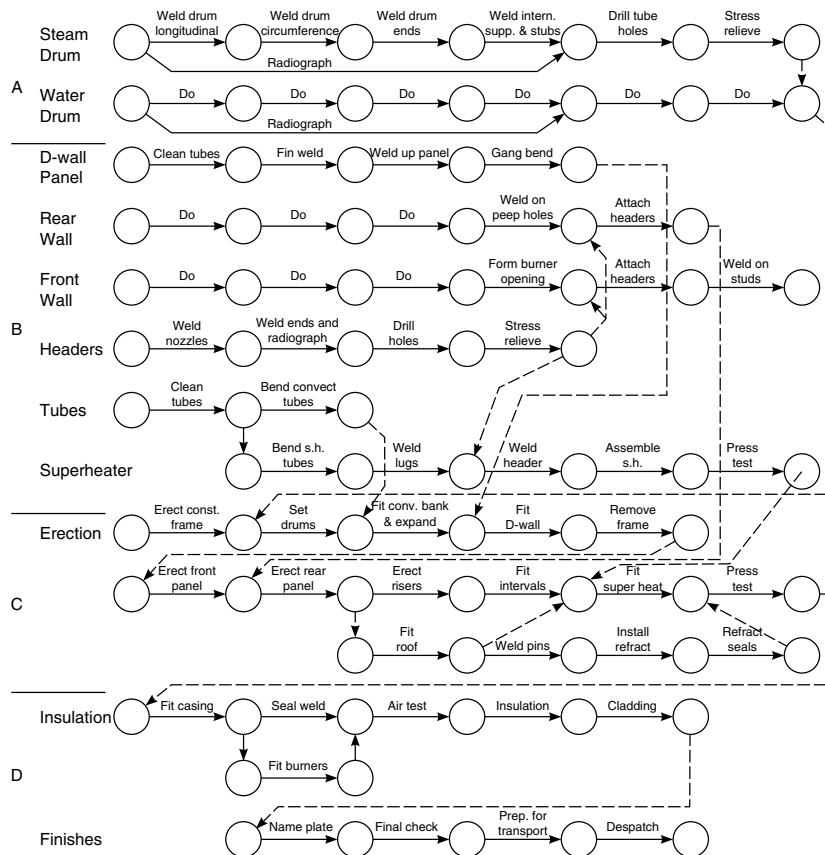 Steam
Drum
Weld drum
longitudinal
Weld drum
circumference
Weld drum
ends
Weld intern.
supp. & stubs
Drill tube
holes
Stress
relieve
Radiograph
A
Water
Drum
Do
Do
Do
Do
Do
Do
Radiograph
D-wall
Panel
Clean tubes
Fin weld
Weld up panel
Gang bend
Rear
Wall
Do
Do
Do
Weld on
peep holes
Attach
headers
Front
Wall
Do
Do
Do
Form burner
opening
Attach
headers
Weld on
studs
B
Headers
Weld
nozzles
Weld ends and
radiograph
Drill
holes
Stress
relieve
Tubes
Clean
tubes
Bend convect
tubes
Superheater
Bend s.h.
tubes
Weld
lugs
Weld
header
Assemble
s.h.
Press
test
Erection
Erect const.
frame
Set
drums
Fit conv. bank
& expand
Fit
D-wall
Remove
frame
C
Erect front
panel
Erect rear
panel
Erect
risers
Fit
intervals
Fit
super heat
Press
test
Fit
roof
Weld pins
Install
refract
Refract
seals
Insulation
Fit casing
Seal weld
Air test
Insulation
Cladding
D
Fit burners
Finishes
Name plate
Final check
Prep. for
transport
Despatch